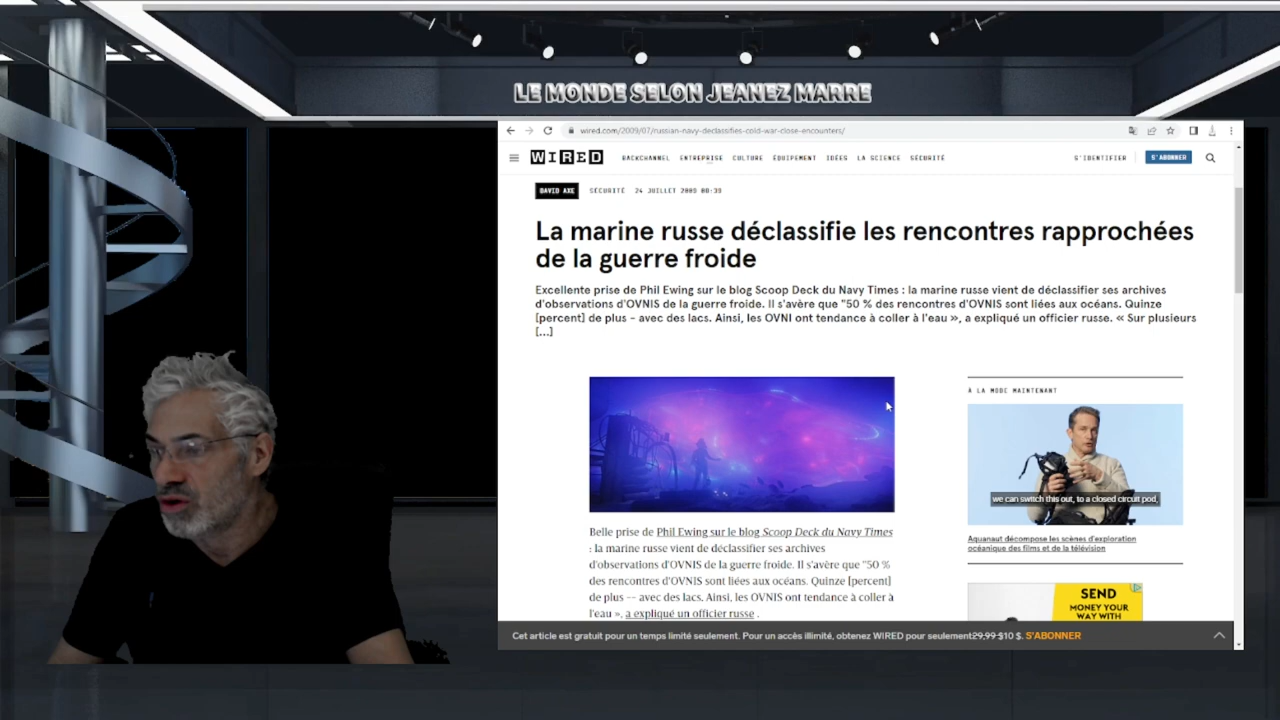 LE MONDE SELON JEANEZ MARRE
wired.com/2009/07/russian-navy-declassifies-cold-war-close-encounters/
WIRED BACKCHANNEL ENTREPRISE CULTURE ÉQUIPEMENT IDÉES LA SCIENCE SÉCURITÉ S'IDENTIFIER S'ABONNER
DAVID AXE SÉCURITÉ 24 JUILLET 2009 00:39
La marine russe déclassifie les rencontres rapprochées
de la guerre froide
Excellente prise de Phil Ewing sur le blog Scoop Deck du Navy Times : la marine russe vient de déclassifier ses archives
d'observations d'OVNIS de la guerre froide. Il s'avère que "50 % des rencontres d'OVNIS sont liées aux océans. Quinze
[percent] de plus - avec des lacs. Ainsi, les OVNI ont tendance à coller à l'eau », a expliqué un officier russe. « Sur plusieurs
[...]
À LA MODE MAINTENANT
we can switch this out, to a closed circuit pod,
Aquanaut décompose les scènes d'exploration
océanique des films et de la télévision
Belle prise de Phil Ewing sur le blog Scoop Deck du Navy Times
: la marine russe vient de déclassifier ses archives
d'observations d'OVNIS de la guerre froide. Il s'avère que "50 %
des rencontres d'OVNIS sont liées aux océans. Quinze [percent]
de plus -- avec des lacs. Ainsi, les OVNIS ont tendance à coller à
l'eau », a expliqué un officier russe .
SEND
MONEY YOUR
WAY WITH
Cet article est gratuit pour un temps limité seulement. Pour un accès illimité, obtenez WIRED pour seulement29,99 $10 $. S'ABONNER